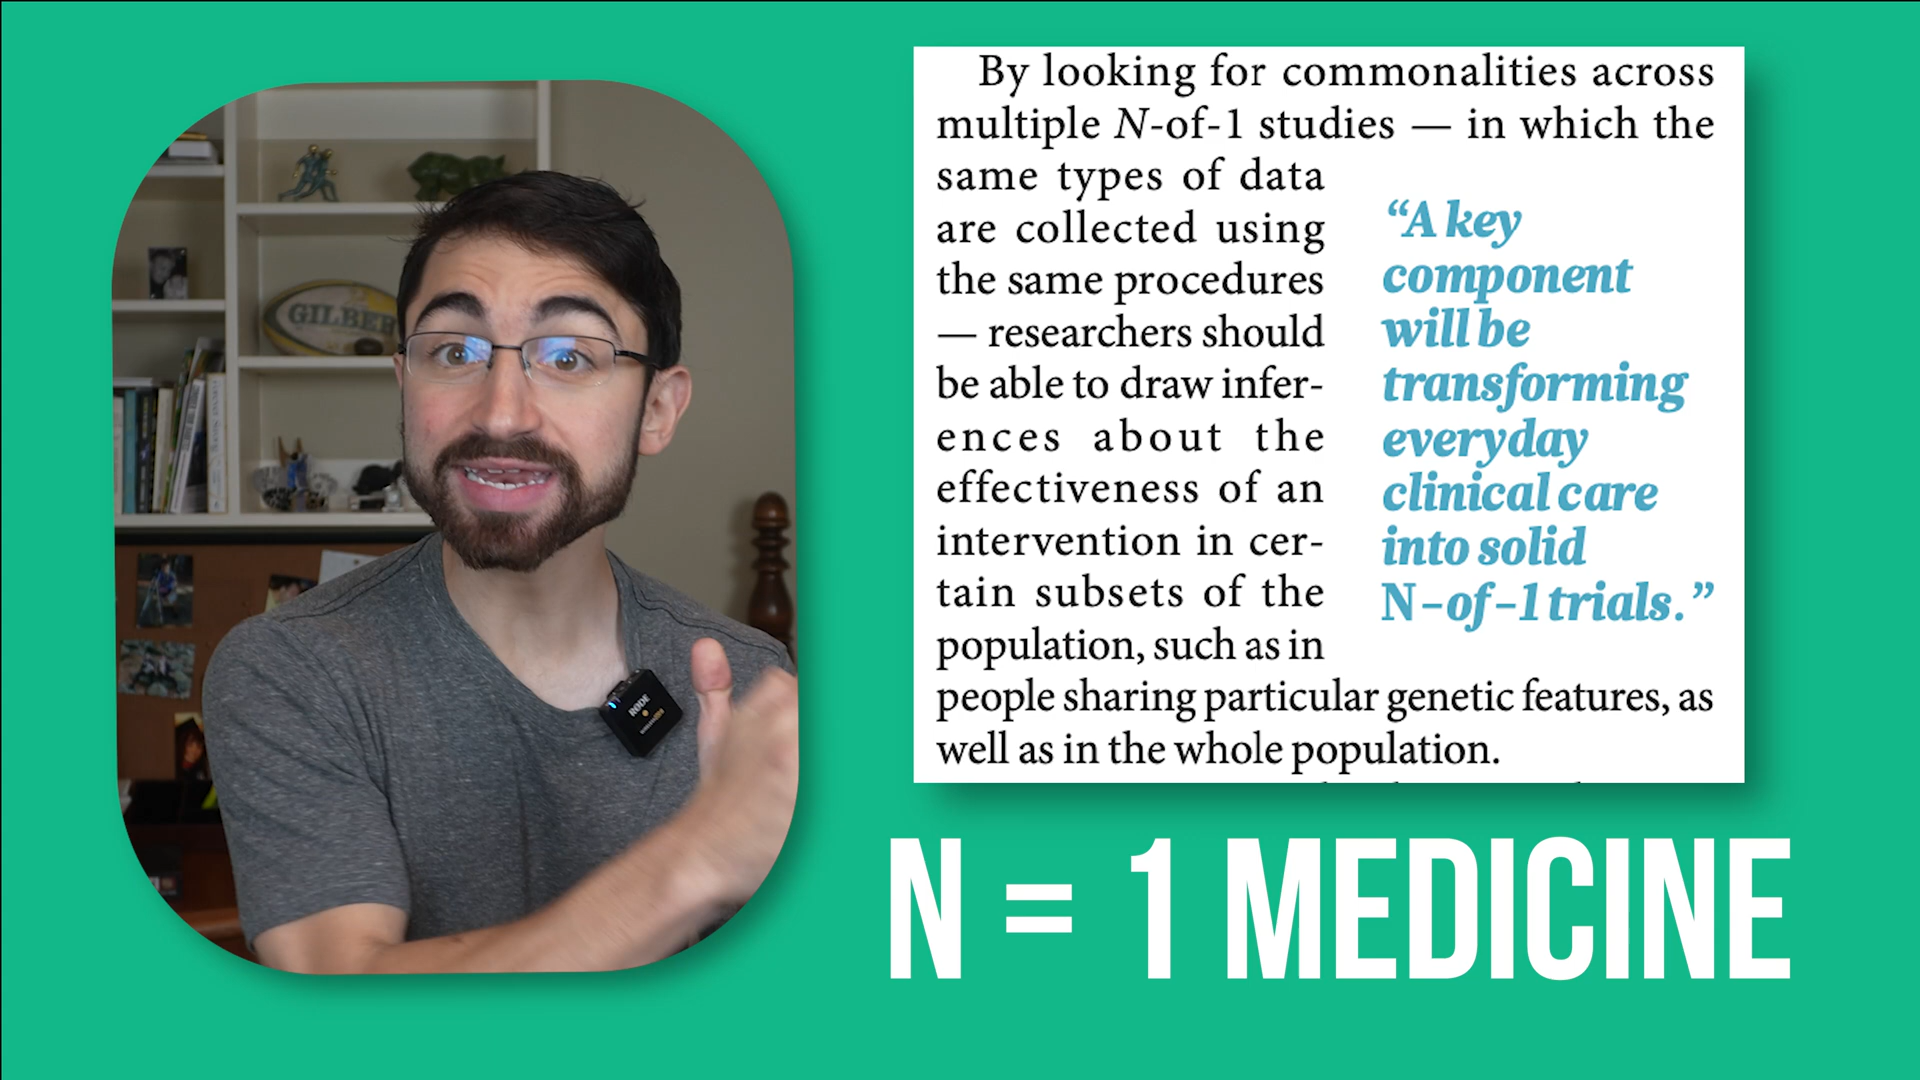 By looking for commonalities across
multiple N-of-1 studies — in which the
same types of data
are collected using
the same procedures
— researchers should
be able to draw infer-
ences about the
effectiveness of an
intervention in cer-
tain subsets of the
population, such as in
people sharing particular genetic features, as
well as in the whole population.
“A key
component
will be
transforming
everyday
clinical care
into solid
N-of-1 trials.”
N = 1 MEDICINE
GILBER
RODE